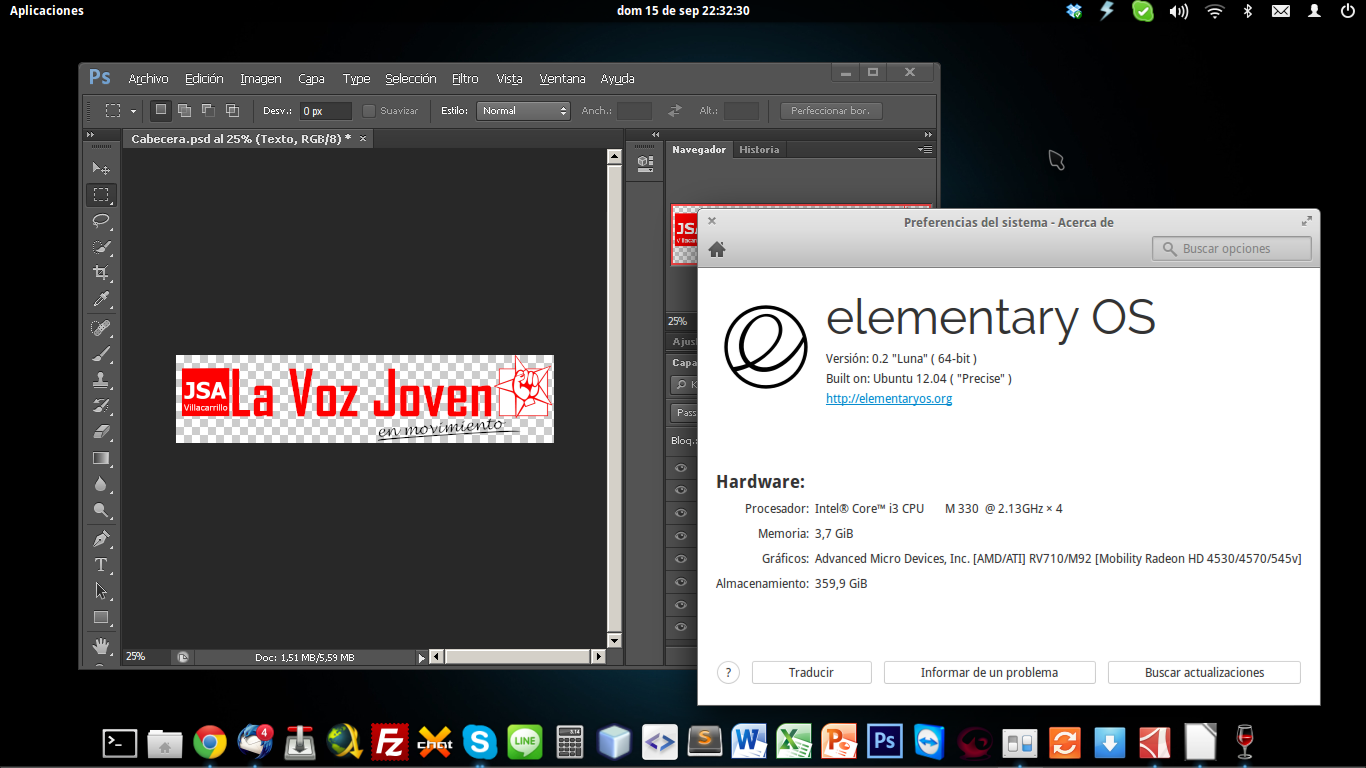 Aplicaciones
dom 15 de sep 22:32:30
Ps Archivo Edición Imagen Capa Type Selección Filtro Vista Ventana Ayuda
Desv.: 0 px Suavizar Estilo: Normal Anch.: Alt.: Perfeccionar bor.
Cabecera.psd al 25% (Texto, RGB/8) * ×
Navegador Historia
JSA
Villacarrillo
La Voz Joven
en movimiento
25%
Capa
Pass
Bloq.:
25% Doc: 1,51 MB/5,59 MB
Preferencias del sistema - Acerca de
Buscar opciones
elementary OS
Versión: 0.2 "Luna" ( 64-bit )
Built on: Ubuntu 12.04 ( "Precise" )
http://elementaryos.org
Hardware:
Procesador: Intel® Core™ i3 CPU M 330 @ 2.13GHz × 4
Memoria: 3,7 GiB
Gráficos: Advanced Micro Devices, Inc. [AMD/ATI] RV710/M92 [Mobility Radeon HD 4530/4570/545v]
Almacenamiento: 359,9 GiB
? Traducir Informar de un problema Buscar actualizaciones
4
Fz
chat
LINE
Ps